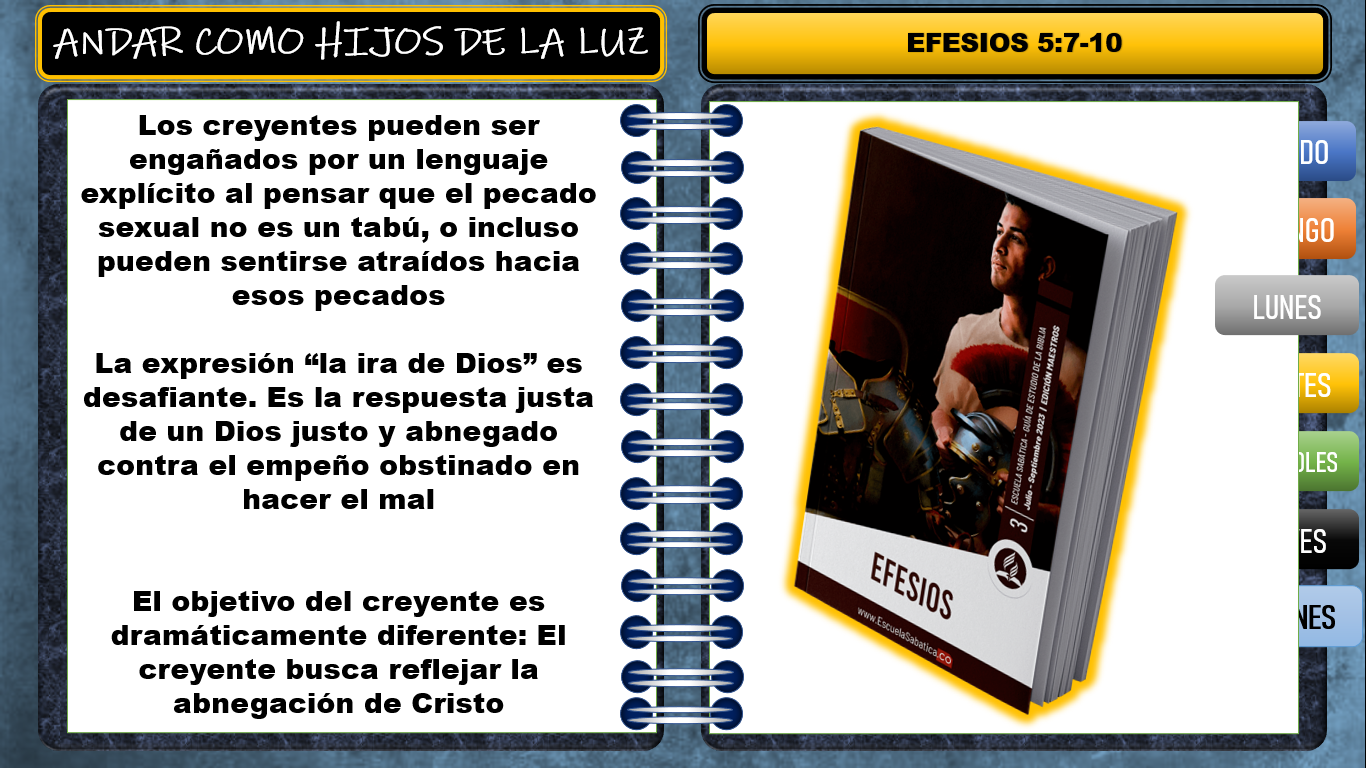 ANDAR COMO HIJOS DE LA LUZ
EFESIOS 5:7-10
Los creyentes pueden ser
engañados por un lenguaje
explícito al pensar que el pecado
sexual no es un tabú, o incluso
pueden sentirse atraídos hacia
esos pecados
La expresión “la ira de Dios” es
desafiante. Es la respuesta justa
de un Dios justo y abnegado
contra el empeño obstinado en
hacer el mal
El objetivo del creyente es
dramáticamente diferente: El
creyente busca reflejar la
abnegación de Cristo
3
ESCUELA SABÁTICA - GUÍA DE ESTUDIO DE LA BIBLIA
Julio - Septiembre 2023 | EDICIÓN MAESTROS
EFESIOS
www.EscuelaSabatica.co
DO
NGO
LUNES
TES
OLES
ES
NES